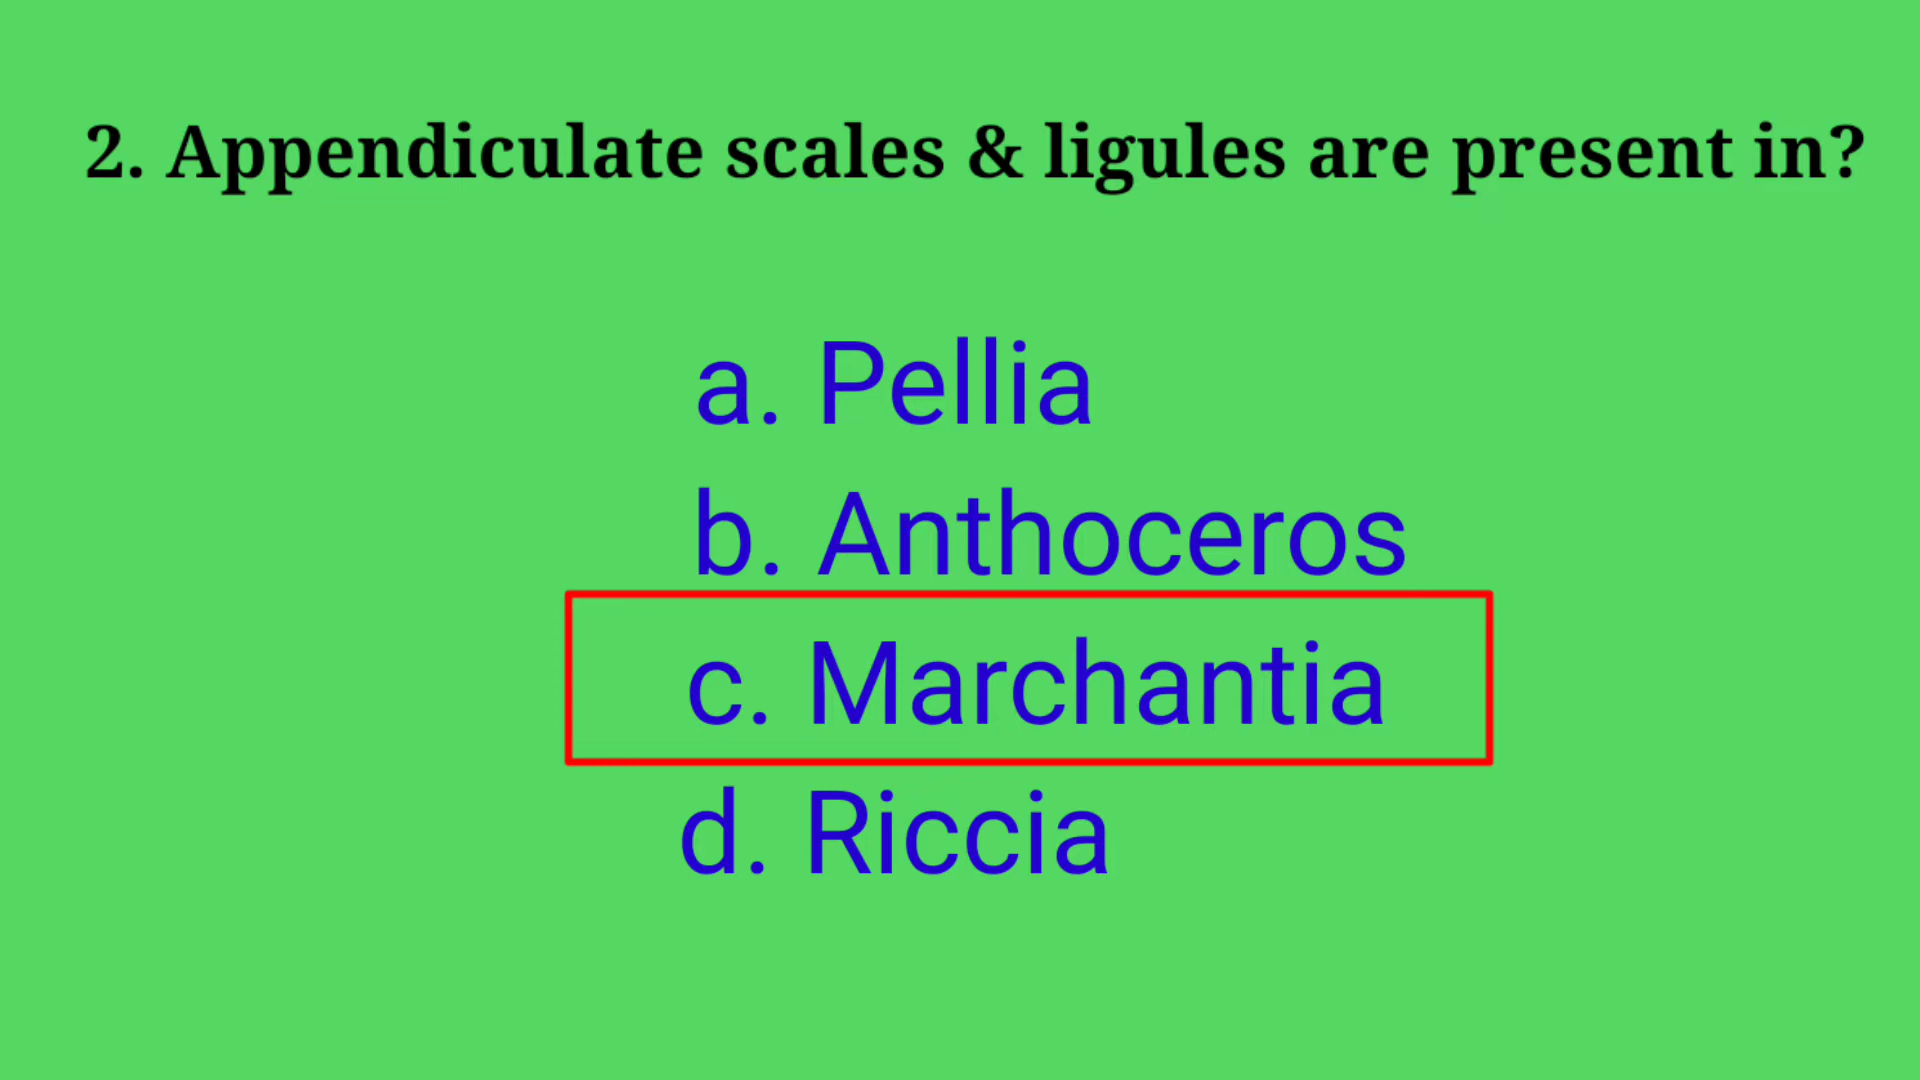 2. Appendiculate scales & ligules are present in?
a. Pellia
b. Anthoceros
c. Marchantia
d. Riccia